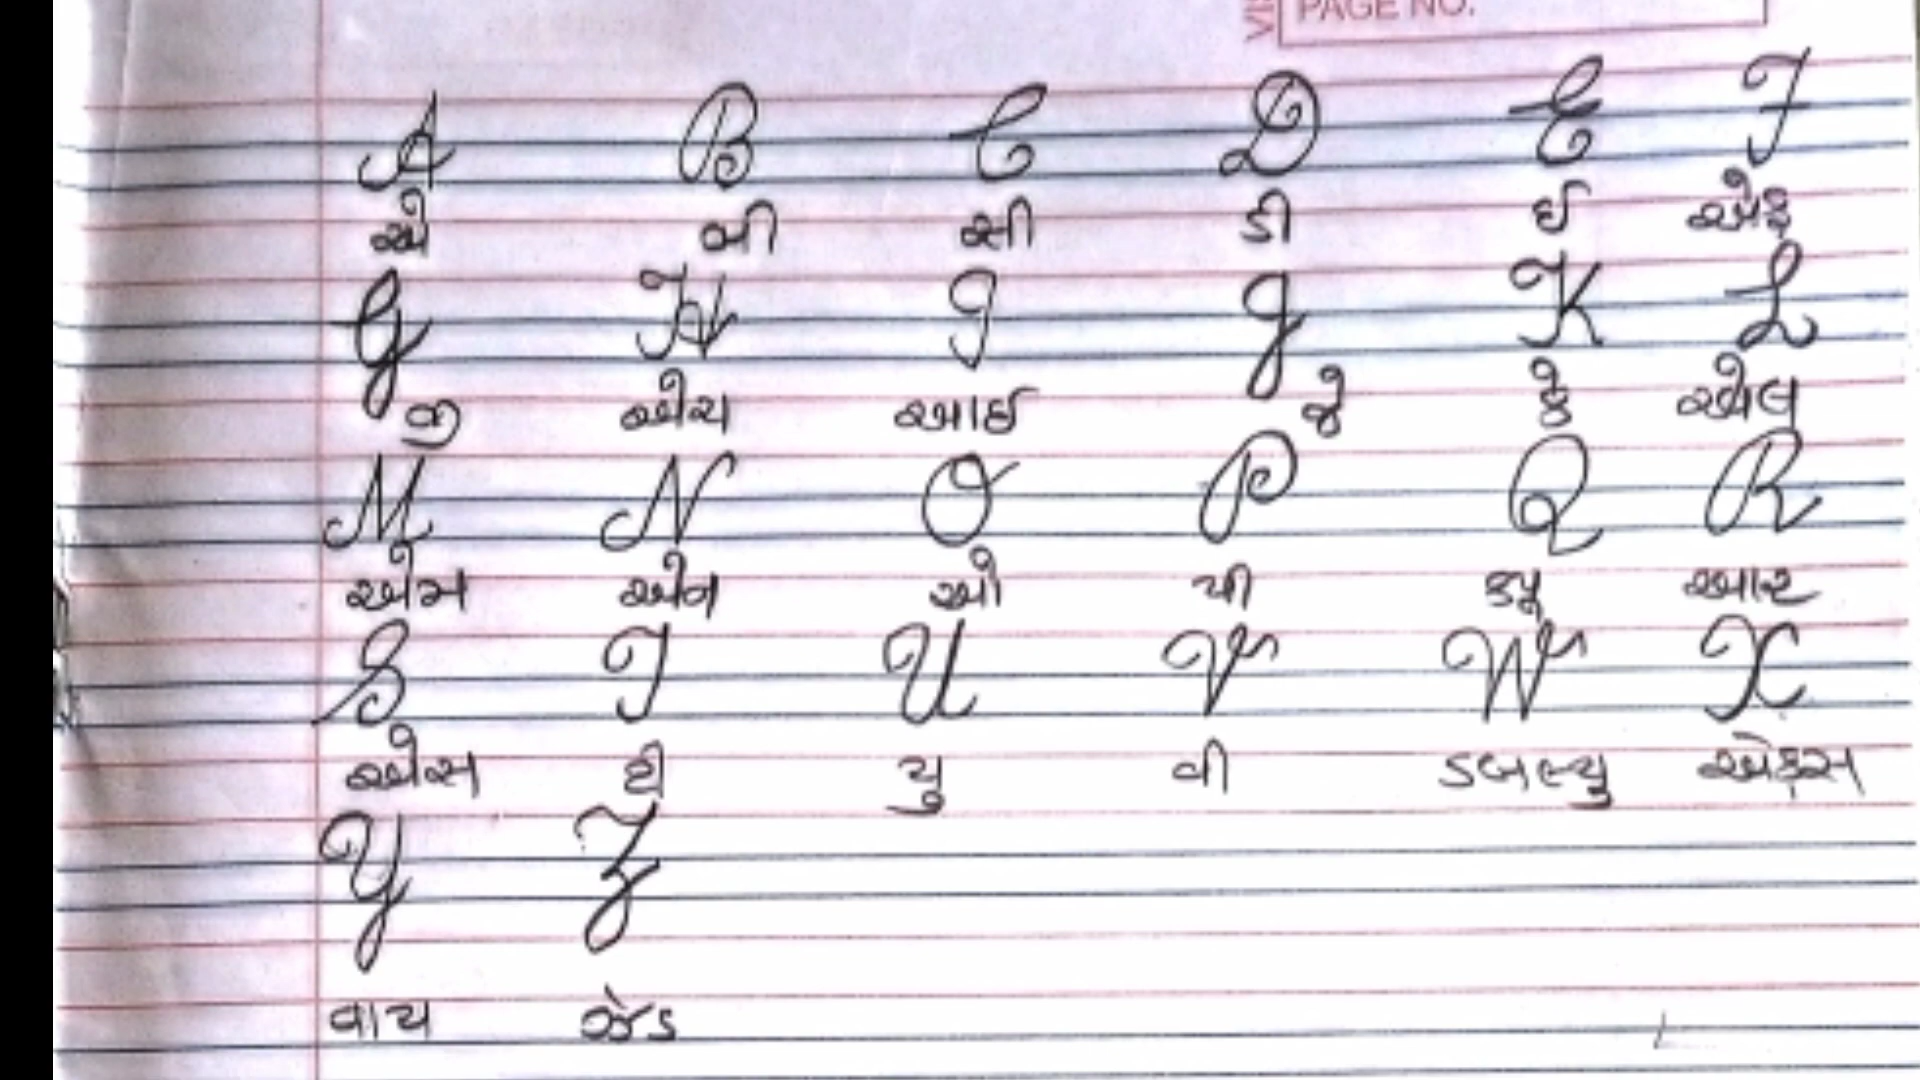 PAGE NO.
A B C D E F
એ બી સી ડી ઈ એફ
G H I J K L
જી એચ આઈ જે કે એલ
M N O P Q R
એમ એન ઓ પી ક્યૂ આર
S T U V W X
એસ ટી યુ વી ડબલ્યુ એક્સ
Y Z
વાય ઝેડ